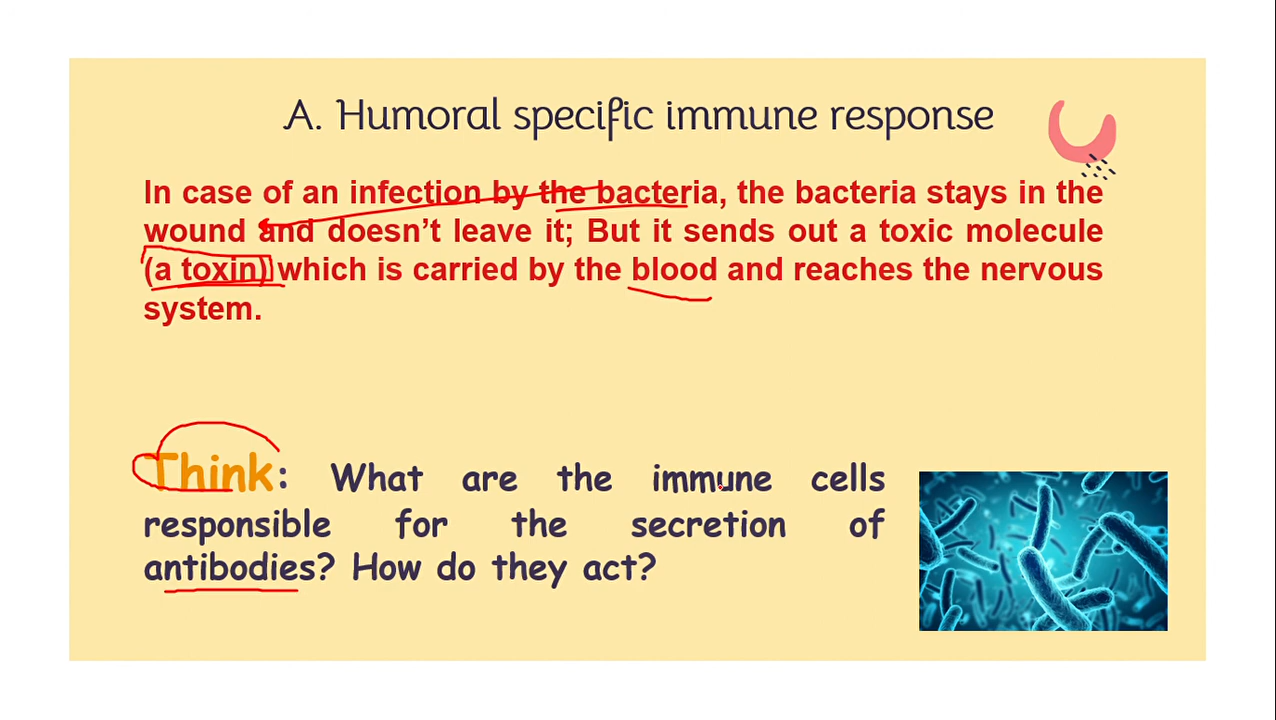 A. Humoral specific immune response
In case of an infection by the bacteria, the bacteria stays in the
wound and doesn’t leave it; But it sends out a toxic molecule
(a toxin) which is carried by the blood and reaches the nervous
system.
Think: What are the immune cells
responsible for the secretion of
antibodies? How do they act?